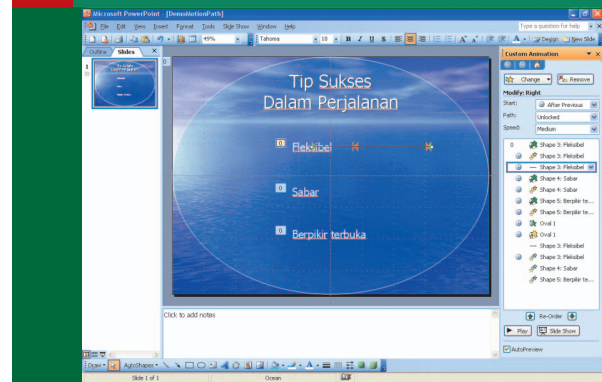 Microsoft PowerPoint - [DemoMotionPath]
File Edit View Insert Format Tools Slide Show Window Help
Type a question for help
49% Tahoma 18 B I U S Design New Slide
Outline Slides
1
Tip Sukses
Dalam Perjalanan
0 Fleksibel
0 Sabar
0 Berpikir terbuka
Click to add notes
Custom Animation
Change Remove
Modify: Right
Start: After Previous
Path: Unlocked
Speed: Medium
0 Shape 3: Fleksibel
Shape 3: Fleksibel
Shape 3: Fleksibel
Shape 4: Sabar
Shape 4: Sabar
Shape 5: Berpikir te...
Shape 5: Berpikir te...
Oval 1
Oval 1
Shape 3: Fleksibel
Shape 3: Fleksibel
Shape 4: Sabar
Shape 5: Berpikir te...
Re-Order
Play Slide Show
AutoPreview
Draw AutoShapes
Slide 1 of 1 Ocean